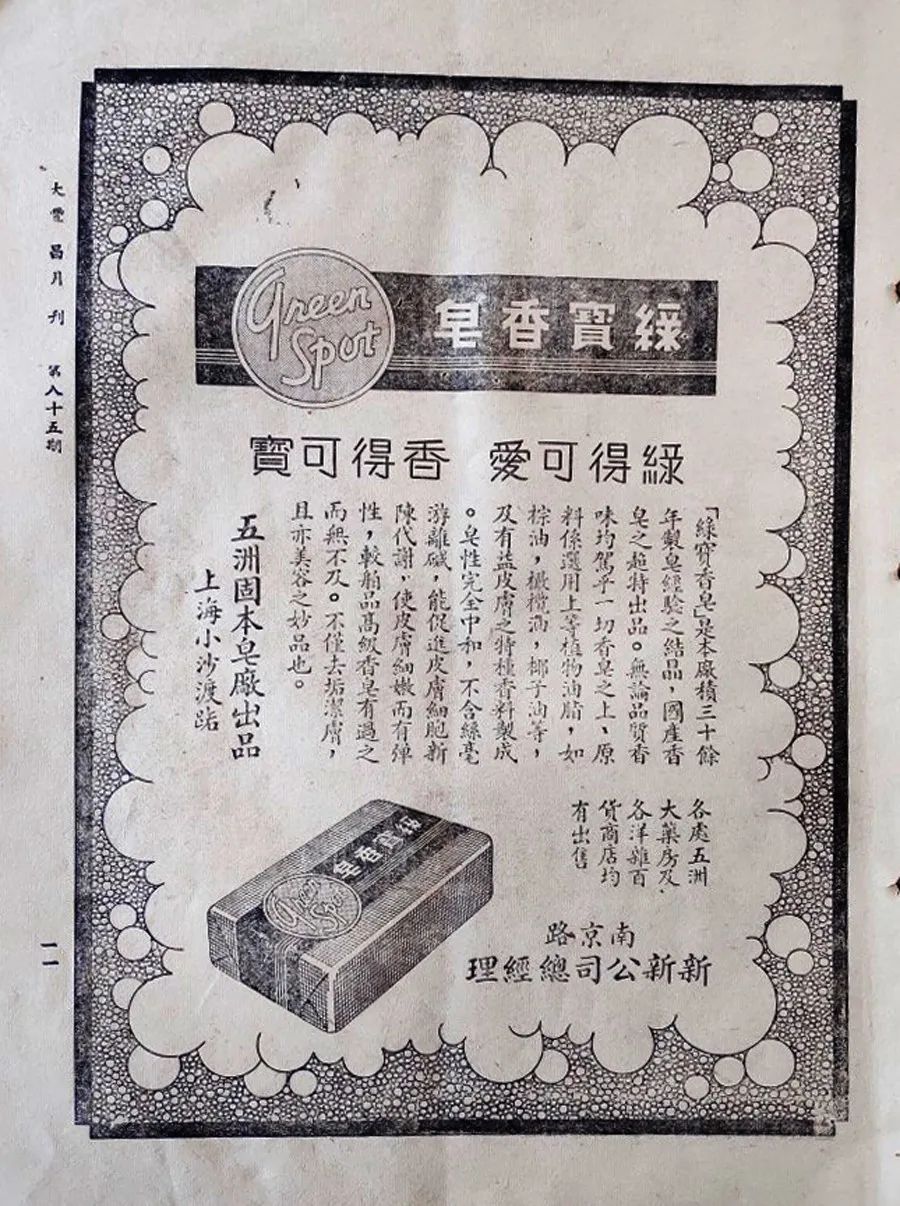 大豐昌月刊 第八十五期
一一
Green
Spot
綠寶香皂
綠得可愛 香得可寶
「綠寶香皂」是本廠積三十餘
年製皂經驗之結晶，國產香
皂之超特出品。無論品質香
味均駕乎一切香皂之上、原
料係選用上等植物油脂，如
棕油，橄欖油，椰子油等，
及有益皮膚之特種香料製成
。皂性完全中和，不含絲毫
游離碱，能促進皮膚細胞新
陳代謝，使皮膚細嫩而有彈
性，較舶品高級香皂有過之
而無不及。不僅去垢潔膚，
且亦美容之妙品也。
五洲固本皂廠出品
上海小沙渡路
各處五洲
大藥房及
各洋雜百
貨商店均
有出售
南京路
新新公司總經理
綠寶香皂
Green
Spot